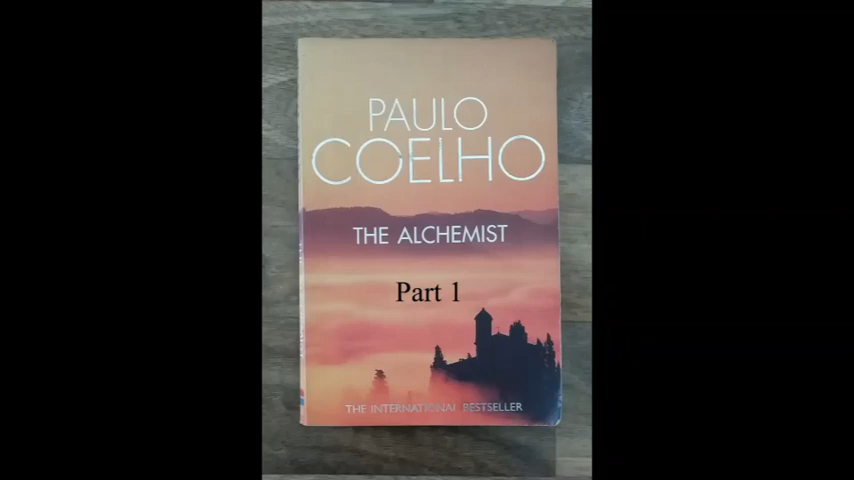 PAULO
COELHO
THE ALCHEMIST
Part 1
THE INTERNATIONAL BESTSELLER